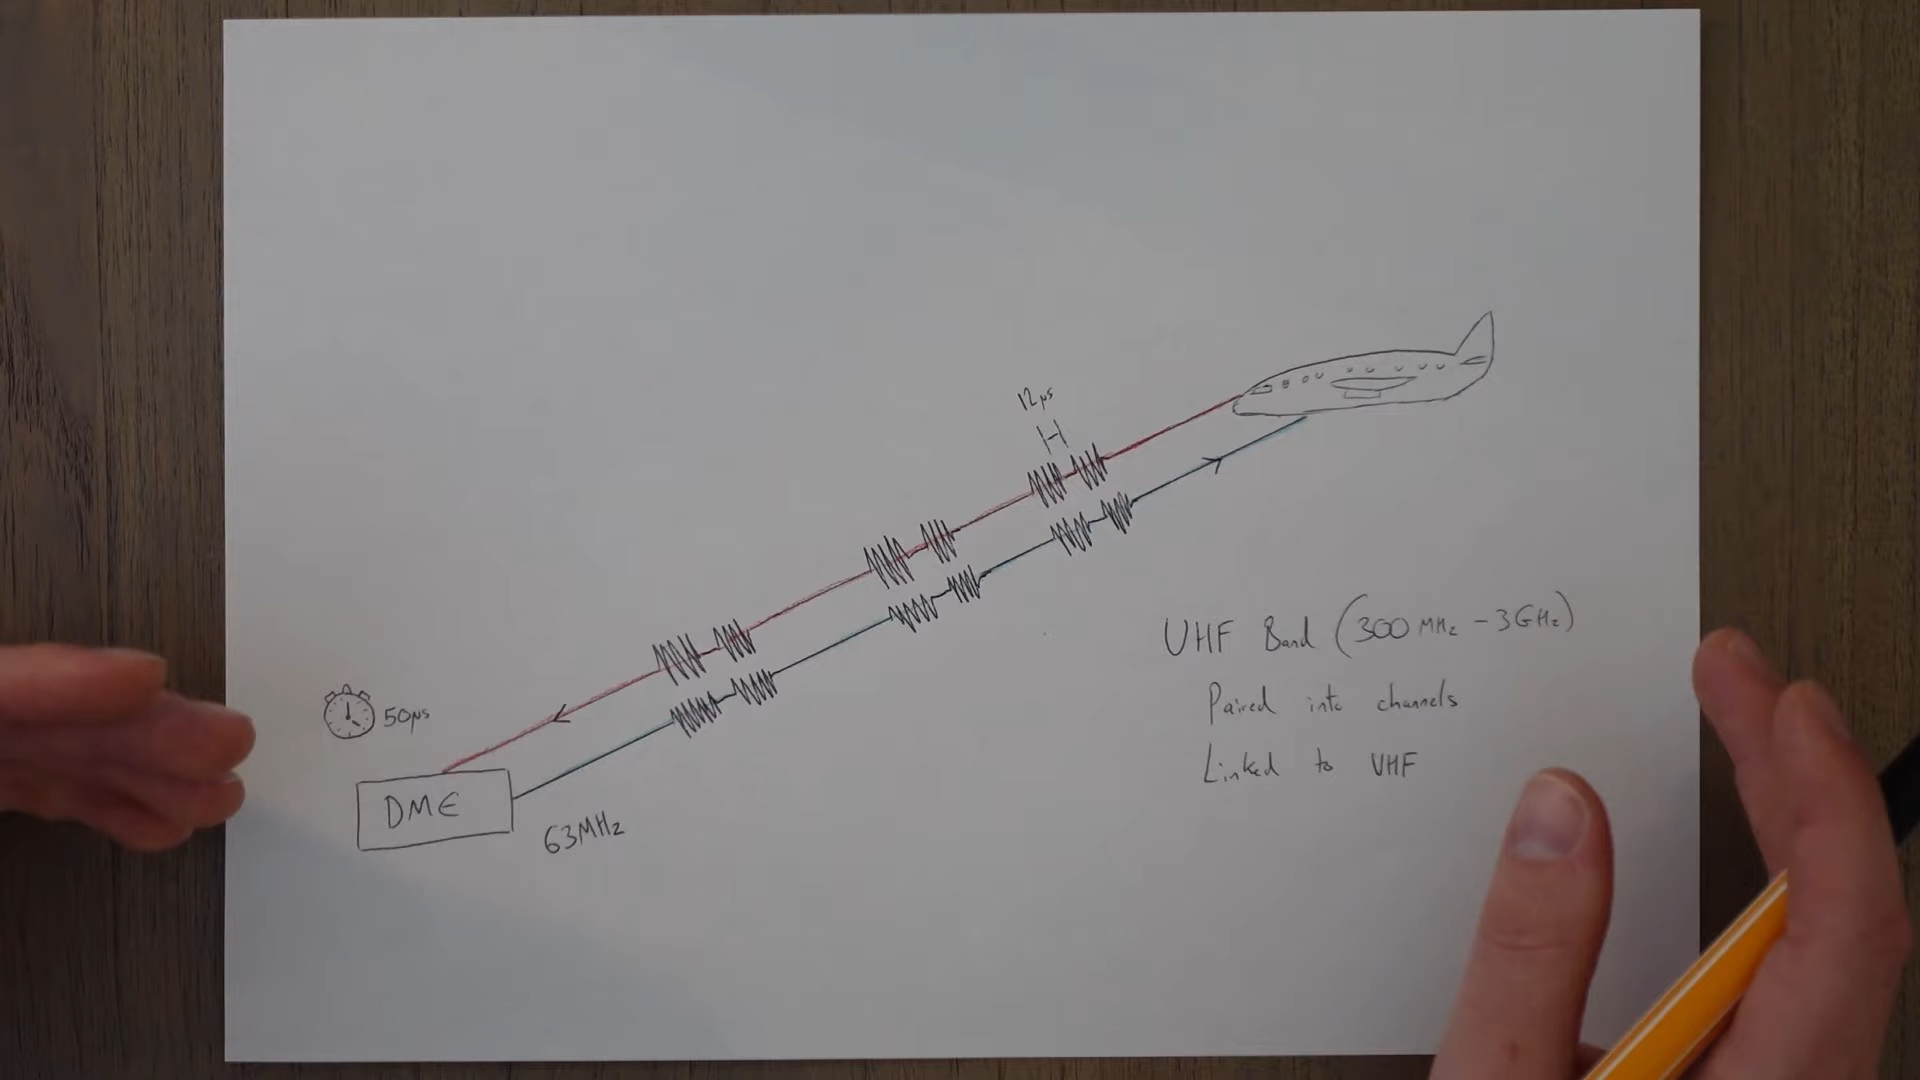 12μs
UHF Band (300 MHz - 3GHz)
Paired into channels
50μs
Linked to VHF
DME
63MHz